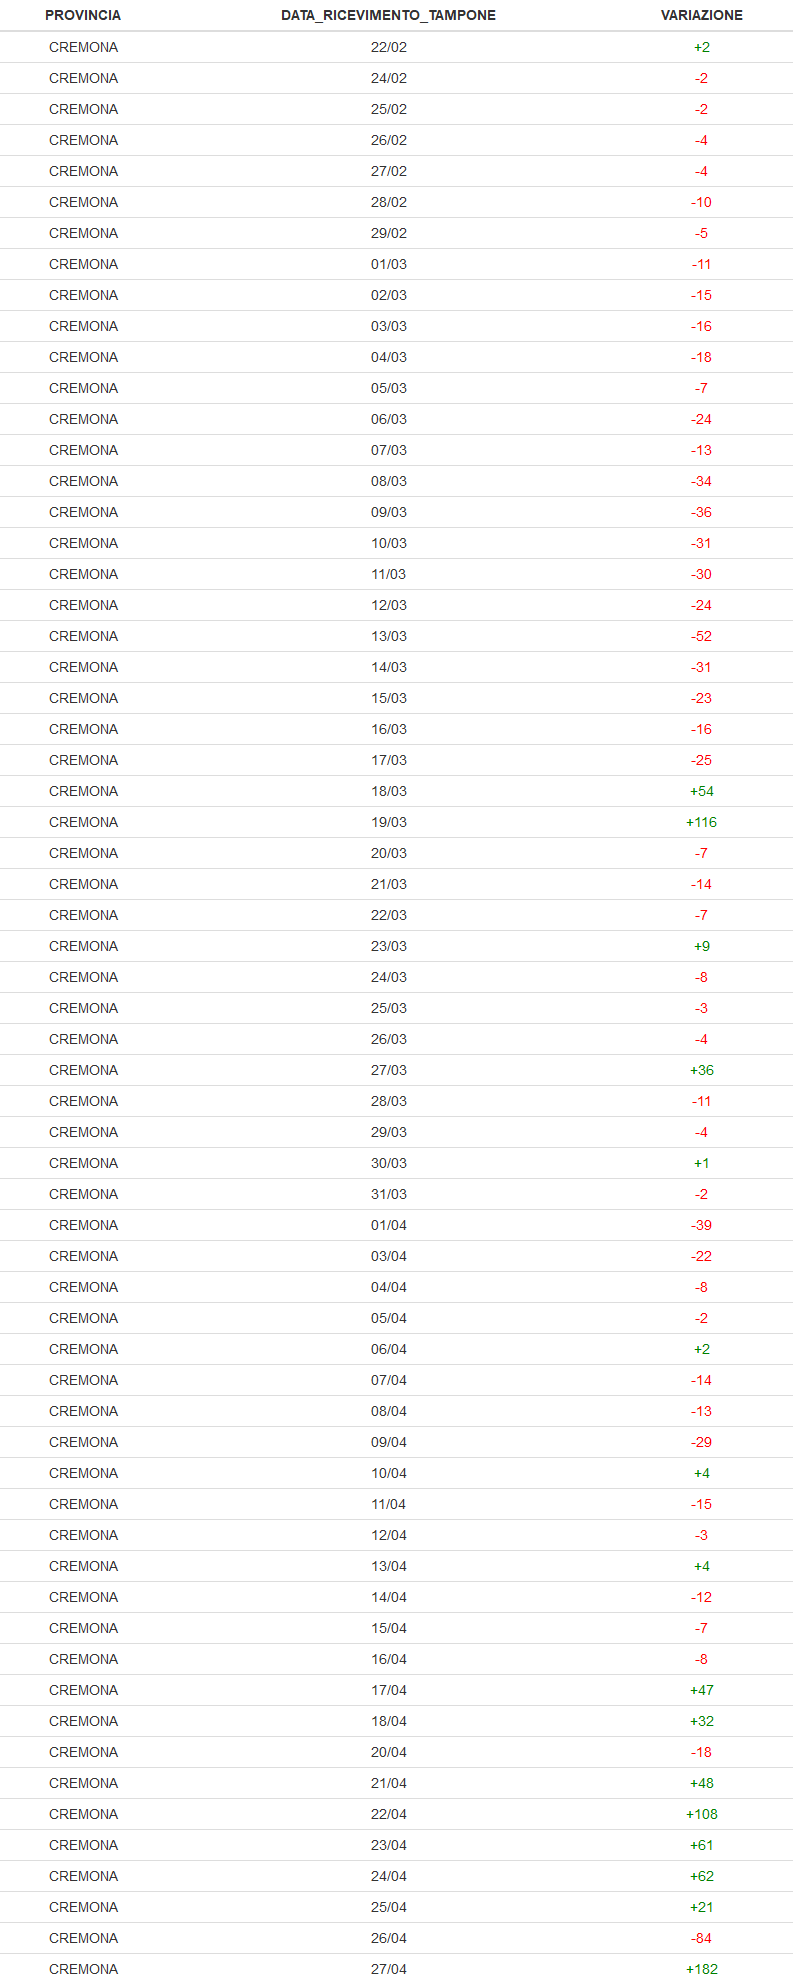 PROVINCIA DATA_RICEVIMENTO_TAMPONE VARIAZIONE
CREMONA 22/02 +2
CREMONA 24/02 -2
CREMONA 25/02 -2
CREMONA 26/02 -4
CREMONA 27/02 -4
CREMONA 28/02 -10
CREMONA 29/02 -5
CREMONA 01/03 -11
CREMONA 02/03 -15
CREMONA 03/03 -16
CREMONA 04/03 -18
CREMONA 05/03 -7
CREMONA 06/03 -24
CREMONA 07/03 -13
CREMONA 08/03 -34
CREMONA 09/03 -36
CREMONA 10/03 -31
CREMONA 11/03 -30
CREMONA 12/03 -24
CREMONA 13/03 -52
CREMONA 14/03 -31
CREMONA 15/03 -23
CREMONA 16/03 -16
CREMONA 17/03 -25
CREMONA 18/03 +54
CREMONA 19/03 +116
CREMONA 20/03 -7
CREMONA 21/03 -14
CREMONA 22/03 -7
CREMONA 23/03 +9
CREMONA 24/03 -8
CREMONA 25/03 -3
CREMONA 26/03 -4
CREMONA 27/03 +36
CREMONA 28/03 -11
CREMONA 29/03 -4
CREMONA 30/03 +1
CREMONA 31/03 -2
CREMONA 01/04 -39
CREMONA 03/04 -22
CREMONA 04/04 -8
CREMONA 05/04 -2
CREMONA 06/04 +2
CREMONA 07/04 -14
CREMONA 08/04 -13
CREMONA 09/04 -29
CREMONA 10/04 +4
CREMONA 11/04 -15
CREMONA 12/04 -3
CREMONA 13/04 +4
CREMONA 14/04 -12
CREMONA 15/04 -7
CREMONA 16/04 -8
CREMONA 17/04 +47
CREMONA 18/04 +32
CREMONA 20/04 -18
CREMONA 21/04 +48
CREMONA 22/04 +108
CREMONA 23/04 +61
CREMONA 24/04 +62
CREMONA 25/04 +21
CREMONA 26/04 -84
CREMONA 27/04 +182